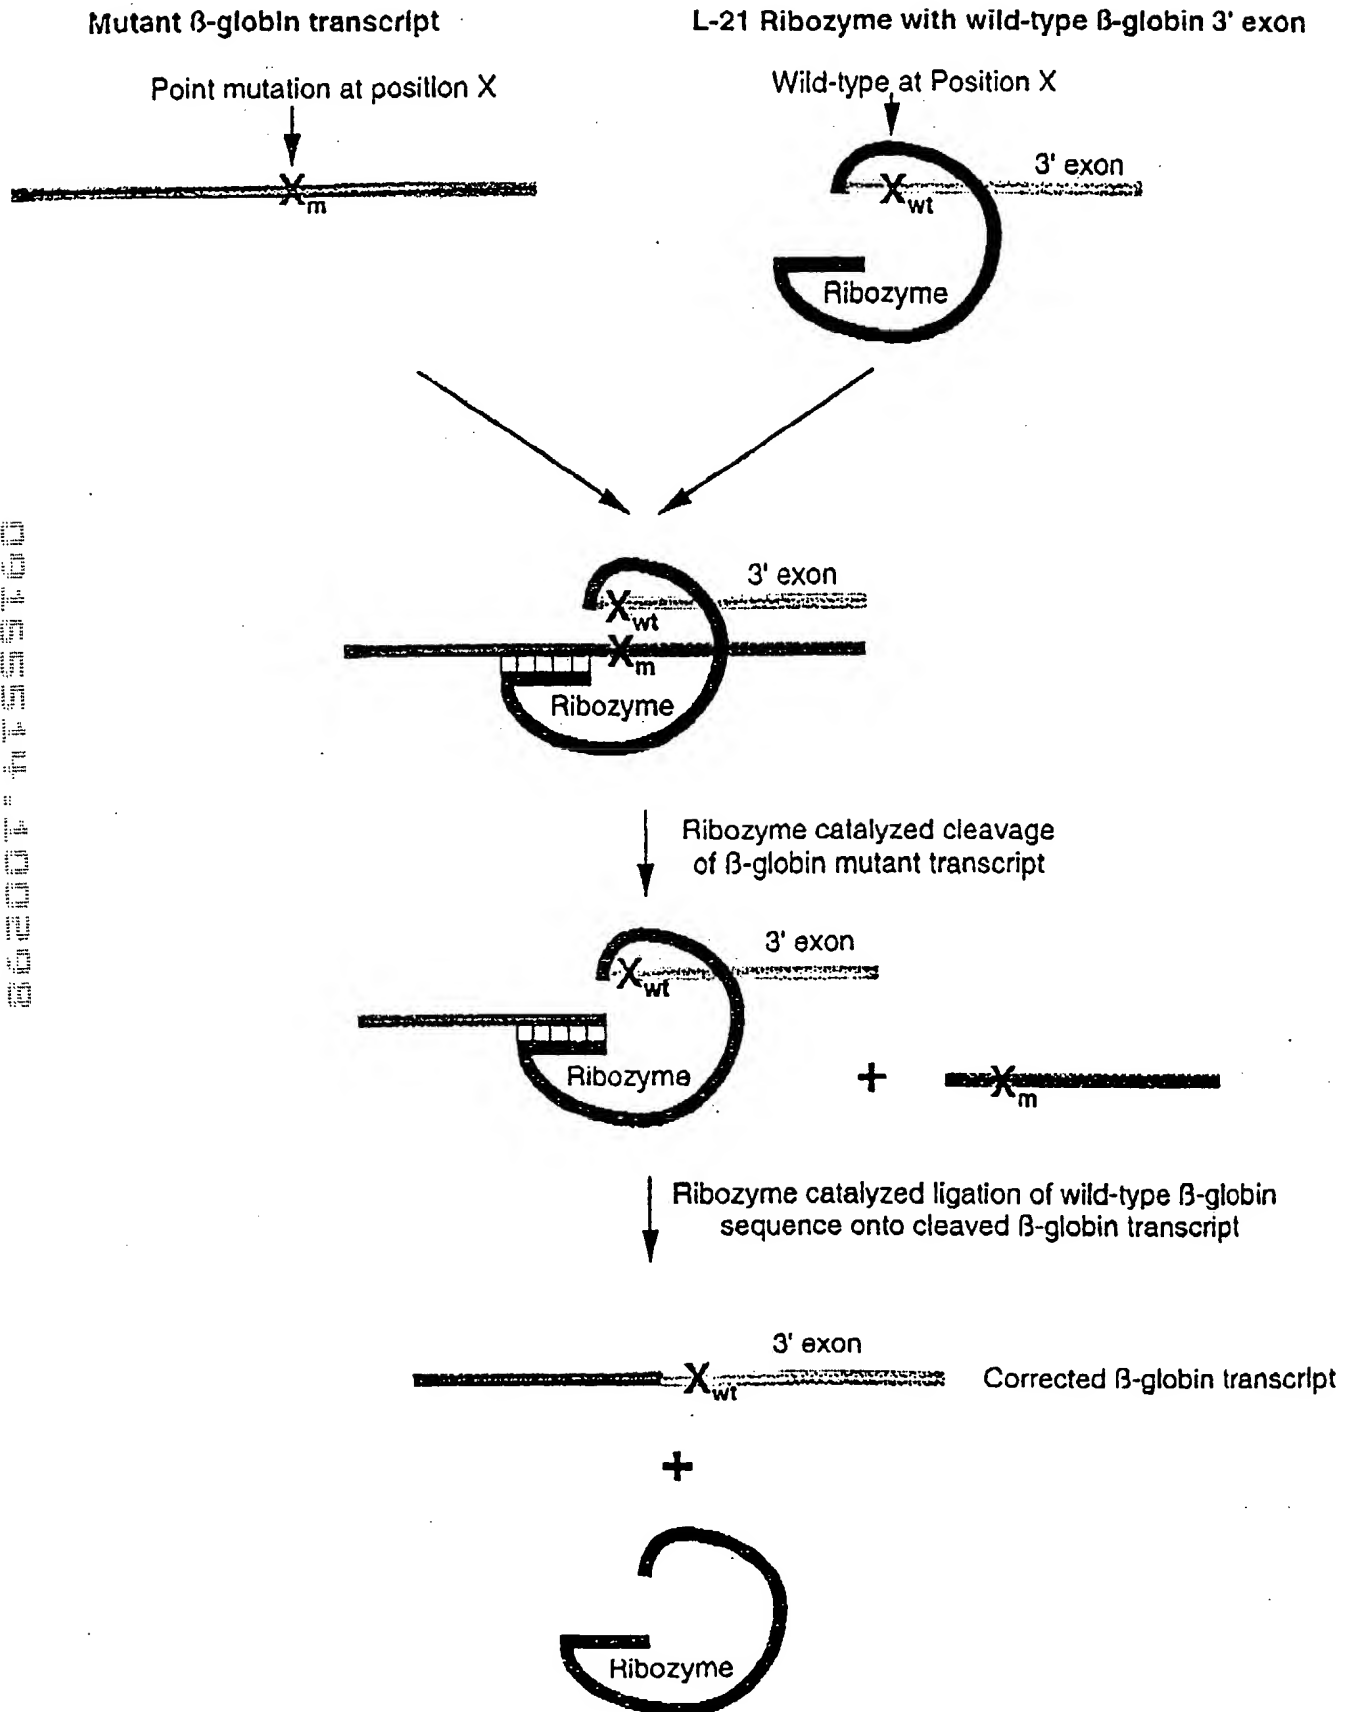 Mutant ß-globin transcript
L-21 Ribozyme with wild-type ß-globin 3' exon
Point mutation at position X
Wild-type at Position X
3' exon
Xm
Xwt
Ribozyme
3' exon
Xwt
Xm
Ribozyme
Ribozyme catalyzed cleavage
of ß-globin mutant transcript
3' exon
Xwt
Ribozyme
+
Xm
Ribozyme catalyzed ligation of wild-type ß-globin
sequence onto cleaved ß-globin transcript
3' exon
Xwt
Corrected ß-globin transcript
+
Ribozyme